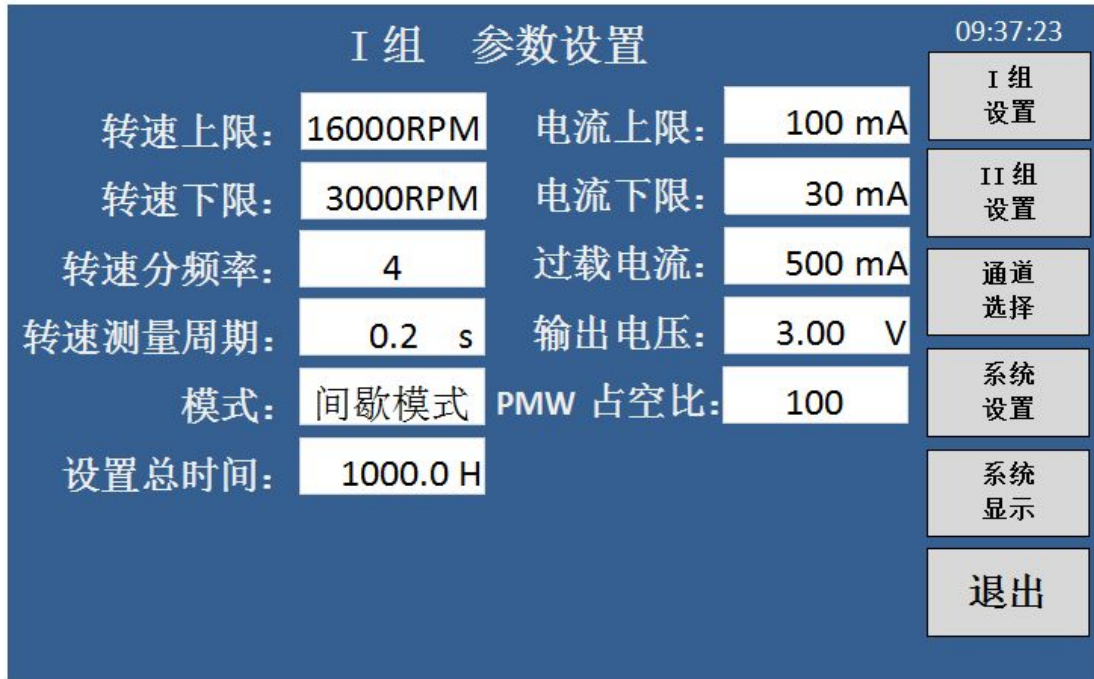 I 组 参数设置
09:37:23
转速上限： 16000RPM 电流上限： 100 mA
转速下限： 3000RPM 电流下限： 30 mA
转速分频率： 4 过载电流： 500 mA
转速测量周期： 0.2 s 输出电压： 3.00 V
模式： 间歇模式 PMW 占空比： 100
设置总时间： 1000.0 H
I 组
设置
II 组
设置
通道
选择
系统
设置
系统
显示
退出